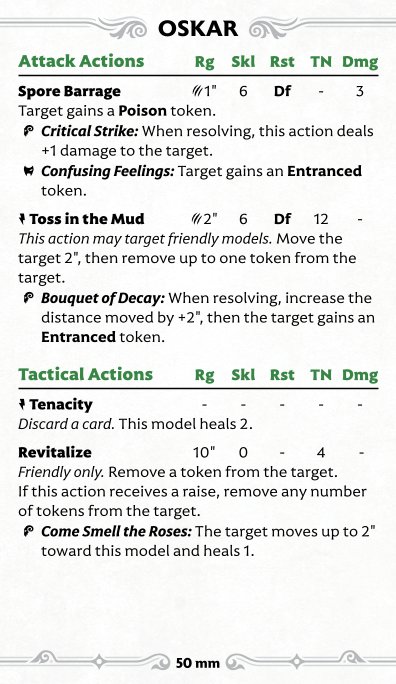 OSKAR
Attack Actions Rg Skl Rst TN Dmg
Spore Barrage 1" 6 Df - 3
Target gains a Poison token.
Critical Strike: When resolving, this action deals
+1 damage to the target.
Confusing Feelings: Target gains an Entranced
token.
Toss in the Mud 2" 6 Df 12 -
This action may target friendly models. Move the
target 2", then remove up to one token from the
target.
Bouquet of Decay: When resolving, increase the
distance moved by +2", then the target gains an
Entranced token.
Tactical Actions Rg Skl Rst TN Dmg
Tenacity - - - - -
Discard a card. This model heals 2.
Revitalize 10" 0 - 4 -
Friendly only. Remove a token from the target.
If this action receives a raise, remove any number
of tokens from the target.
Come Smell the Roses: The target moves up to 2"
toward this model and heals 1.
50 mm